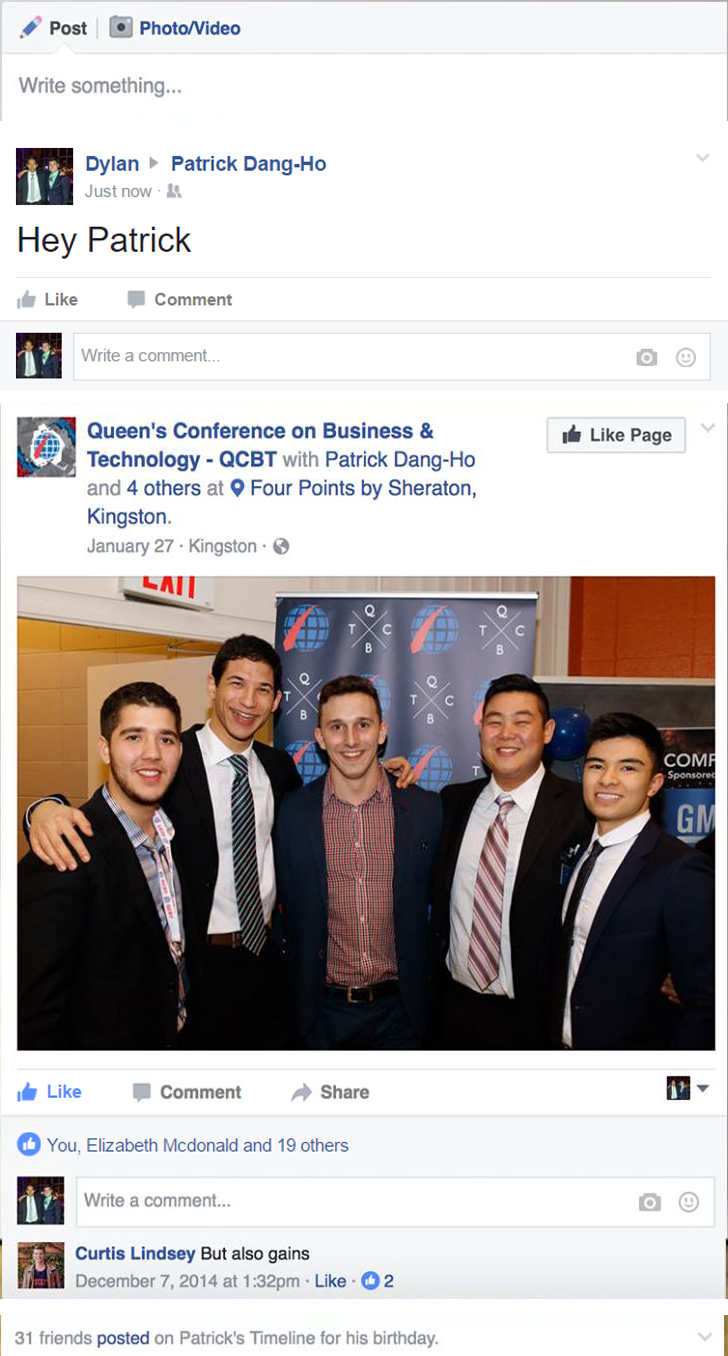 Post
Photo/Video
Write something...
Dylan Patrick Dang-Ho
Just now
Hey Patrick
Like Comment
Write a comment...
Queen's Conference on Business &
Technology - QCBT with Patrick Dang-Ho
and 4 others at Four Points by Sheraton,
Kingston.
January 27 · Kingston ·
Like Page
EXIT
Q
T C
B
Q
T C
B
Q
T
B
Q
T C
B
T
COMP
Sponsored
GM
Like Comment Share
You, Elizabeth Mcdonald and 19 others
Write a comment...
Curtis Lindsey But also gains
December 7, 2014 at 1:32pm · Like · 2
31 friends posted on Patrick's Timeline for his birthday.